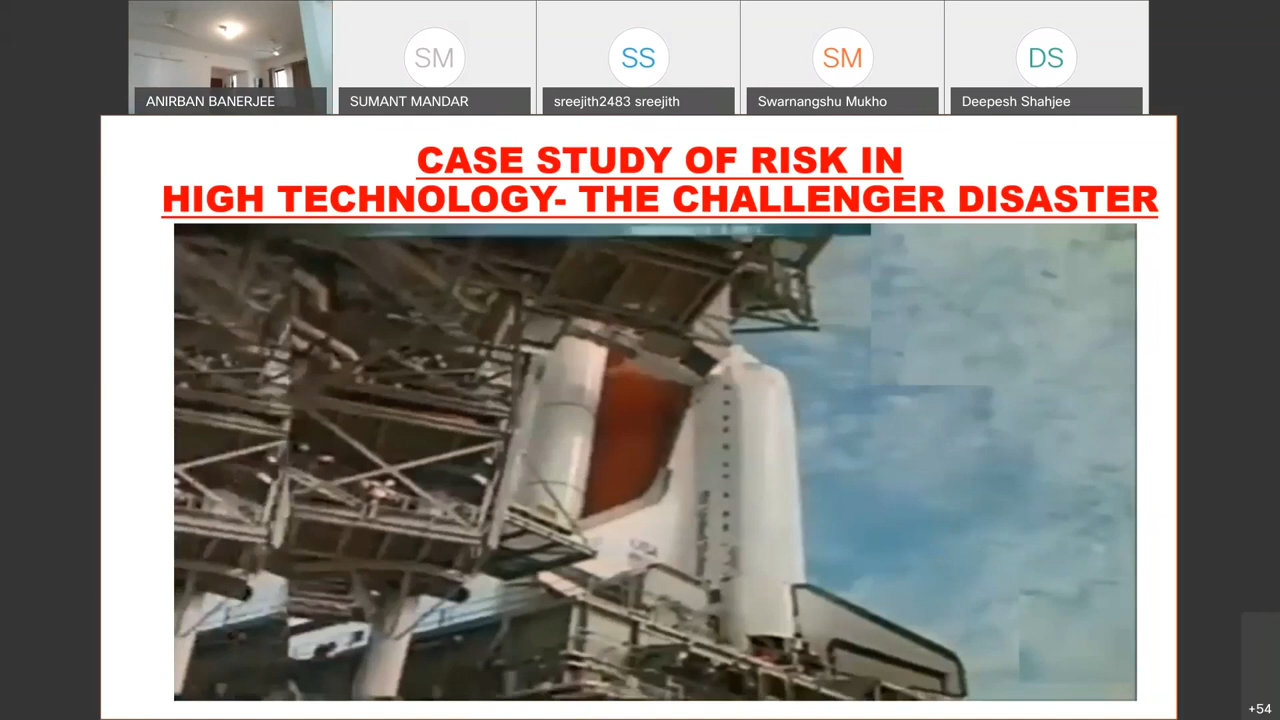 SM
SS
SM
DS
ANIRBAN BANERJEE
SUMANT MANDAR
sreejith2483 sreejith
Swarnangshu Mukho
Deepesh Shahjee
CASE STUDY OF RISK IN
HIGH TECHNOLOGY- THE CHALLENGER DISASTER
+54